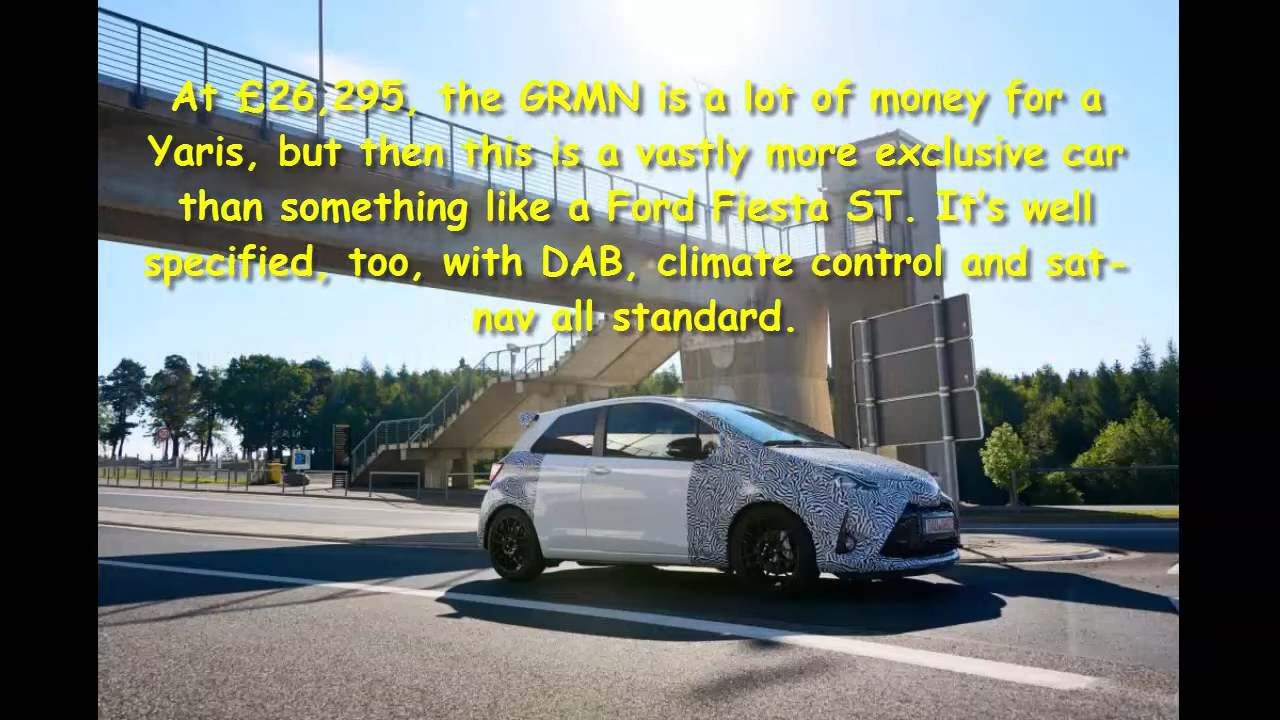 At £26,295, the GRMN is a lot of money for a
Yaris, but then this is a vastly more exclusive car
than something like a Ford Fiesta ST. It's well
specified, too, with DAB, climate control and sat-
nav all standard.